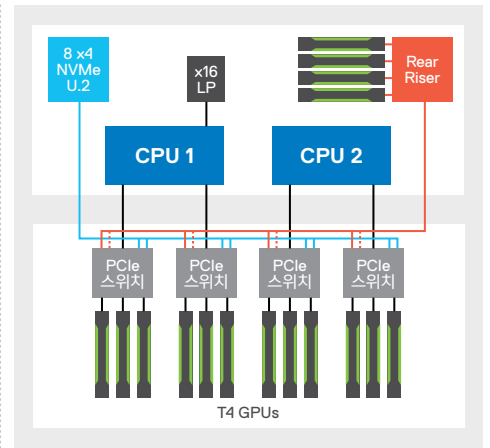 8 x4
NVMe
U.2
x16
LP
Rear
Riser
CPU 1
CPU 2
PCIe
스위치
PCIe
스위치
PCIe
스위치
PCIe
스위치
T4 GPUs